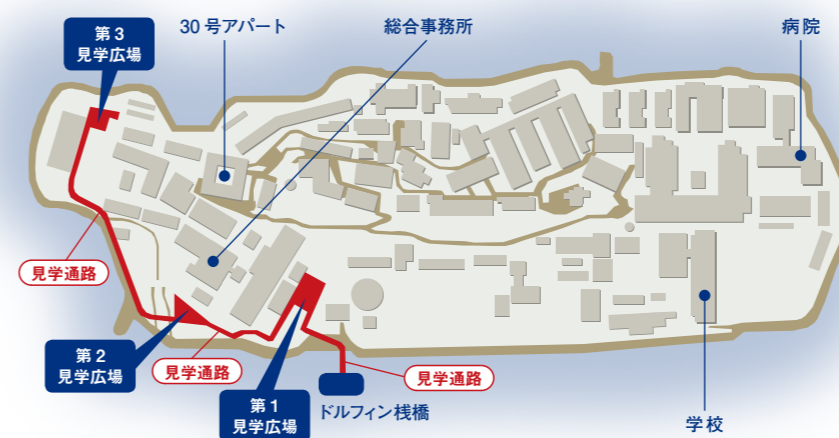 第3
見学広場
30号アパート
総合事務所
病院
見学通路
第2
見学広場
見学通路
第1
見学広場
ドルフィン桟橋
見学通路
学校